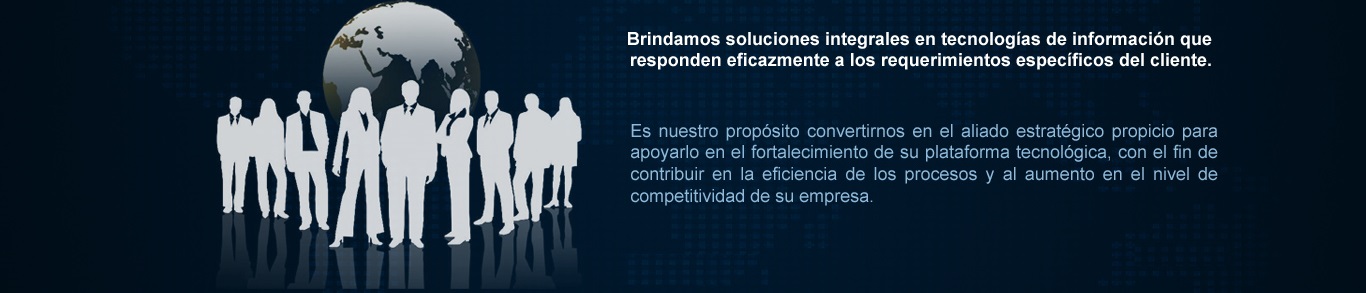 Brindamos soluciones integrales en tecnologías de información que
responden eficazmente a los requerimientos específicos del cliente.
Es nuestro propósito convertirnos en el aliado estratégico propicio para
apoyarlo en el fortalecimiento de su plataforma tecnológica, con el fin de
contribuir en la eficiencia de los procesos y al aumento en el nivel de
competitividad de su empresa.